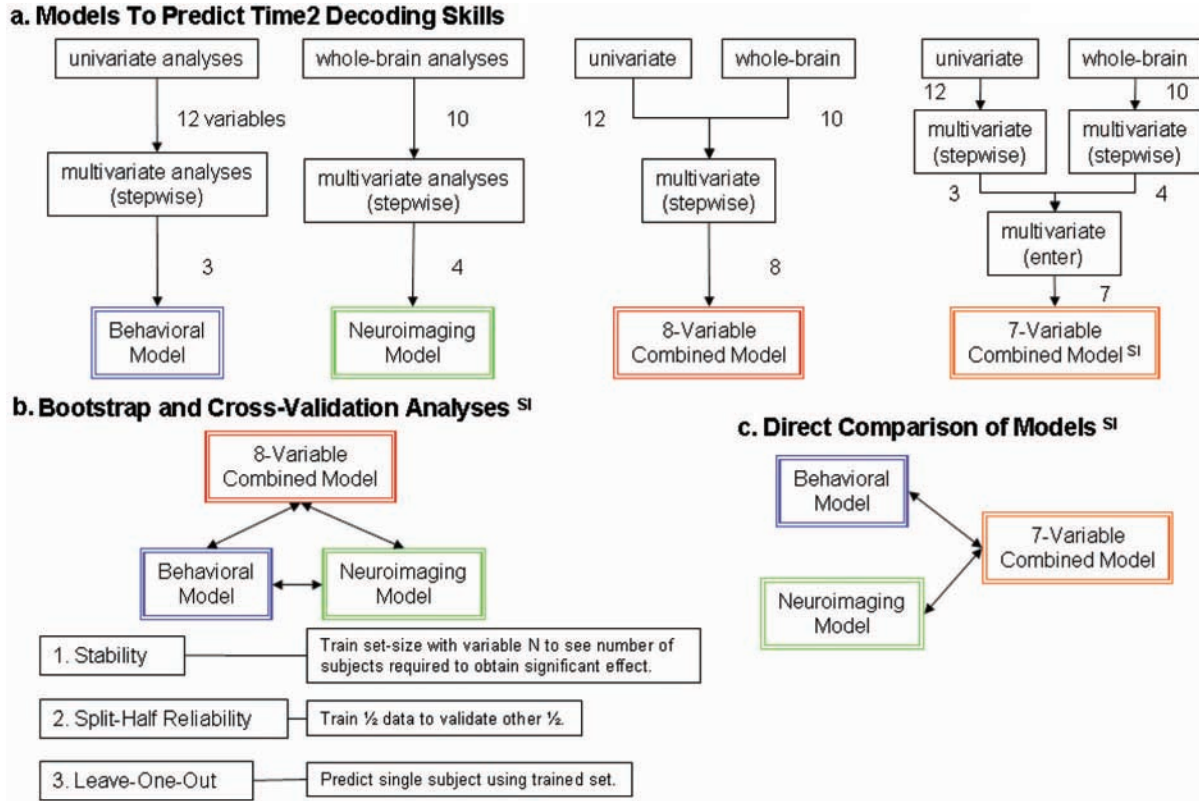 a. Models To Predict Time2 Decoding Skills
univariate analyses
12 variables
multivariate analyses
(stepwise)
3
Behavioral
Model
whole-brain analyses
10
multivariate analyses
(stepwise)
4
Neuroimaging
Model
univariate
whole-brain
12
10
multivariate
(stepwise)
8
8-Variable
Combined Model
univariate
whole-brain
12
10
multivariate
(stepwise)
multivariate
(stepwise)
3
4
multivariate
(enter)
7
7-Variable
Combined Model SI
b. Bootstrap and Cross-Validation Analyses SI
8-Variable
Combined Model
Behavioral
Model
Neuroimaging
Model
1. Stability
Train set-size with variable N to see number of
subjects required to obtain significant effect.
2. Split-Half Reliability
Train ½ data to validate other ½.
3. Leave-One-Out
Predict single subject using trained set.
c. Direct Comparison of Models SI
Behavioral
Model
7-Variable
Combined Model
Neuroimaging
Model